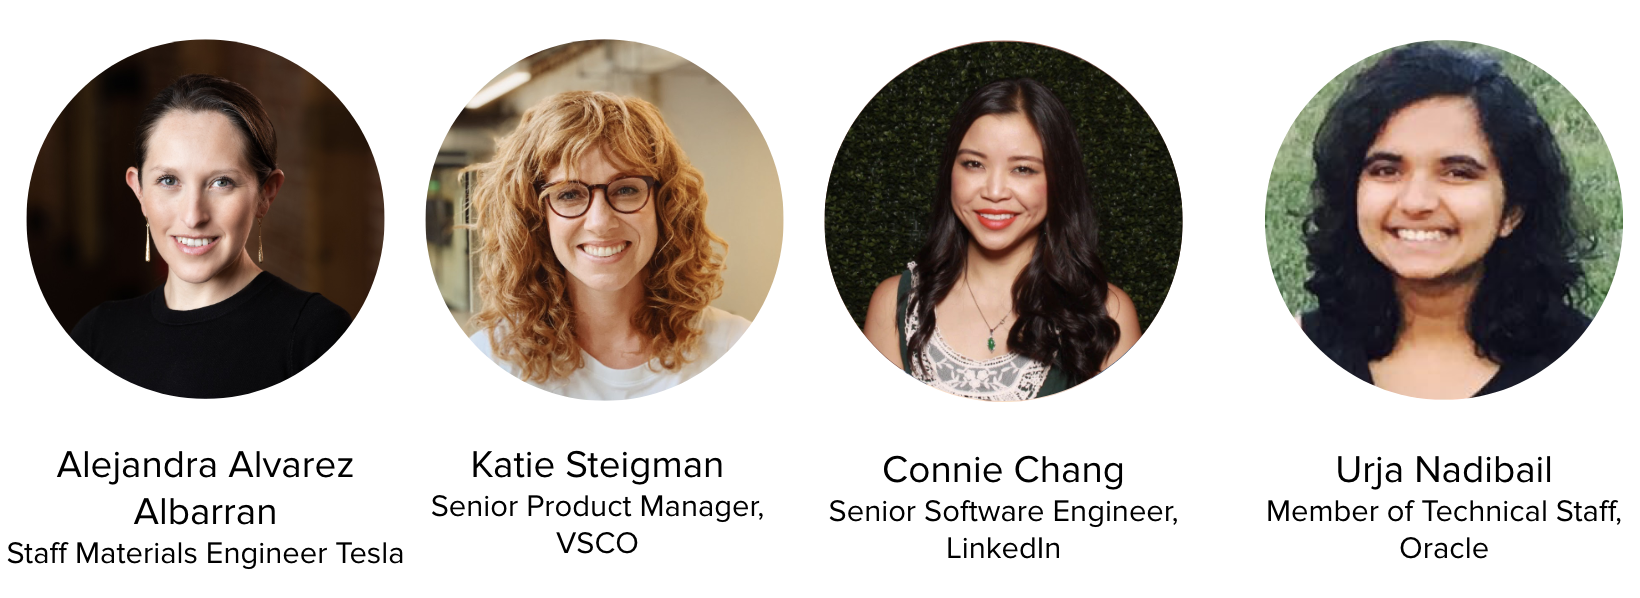 Alejandra Alvarez
Albarran
Staff Materials Engineer Tesla
Katie Steigman
Senior Product Manager,
VSCO
Connie Chang
Senior Software Engineer,
LinkedIn
Urja Nadibail
Member of Technical Staff,
Oracle